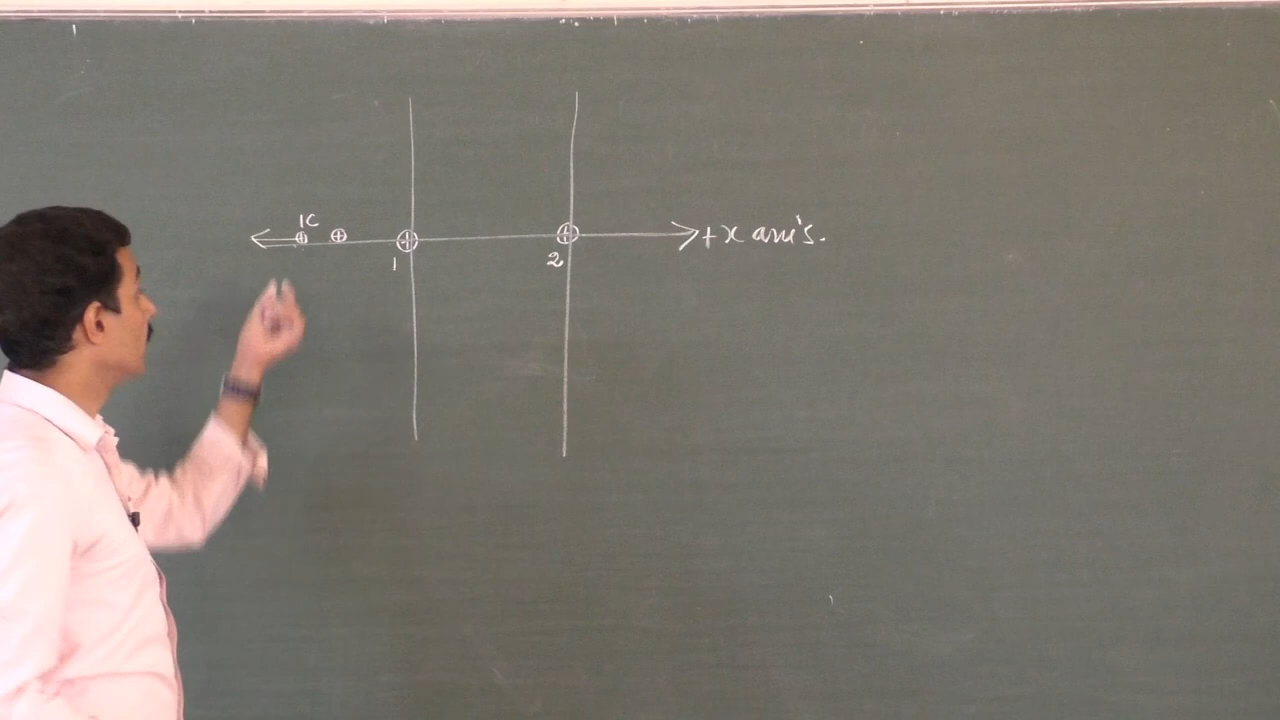 1C
+ + + +
+x axis.
1 2